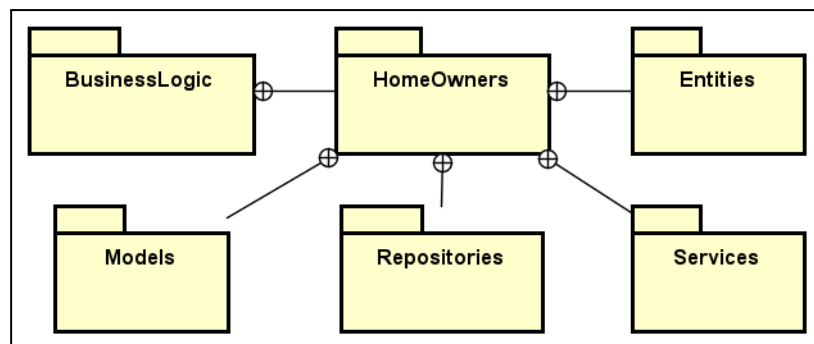 BusinessLogic
HomeOwners
Entities
Models
Repositories
Services